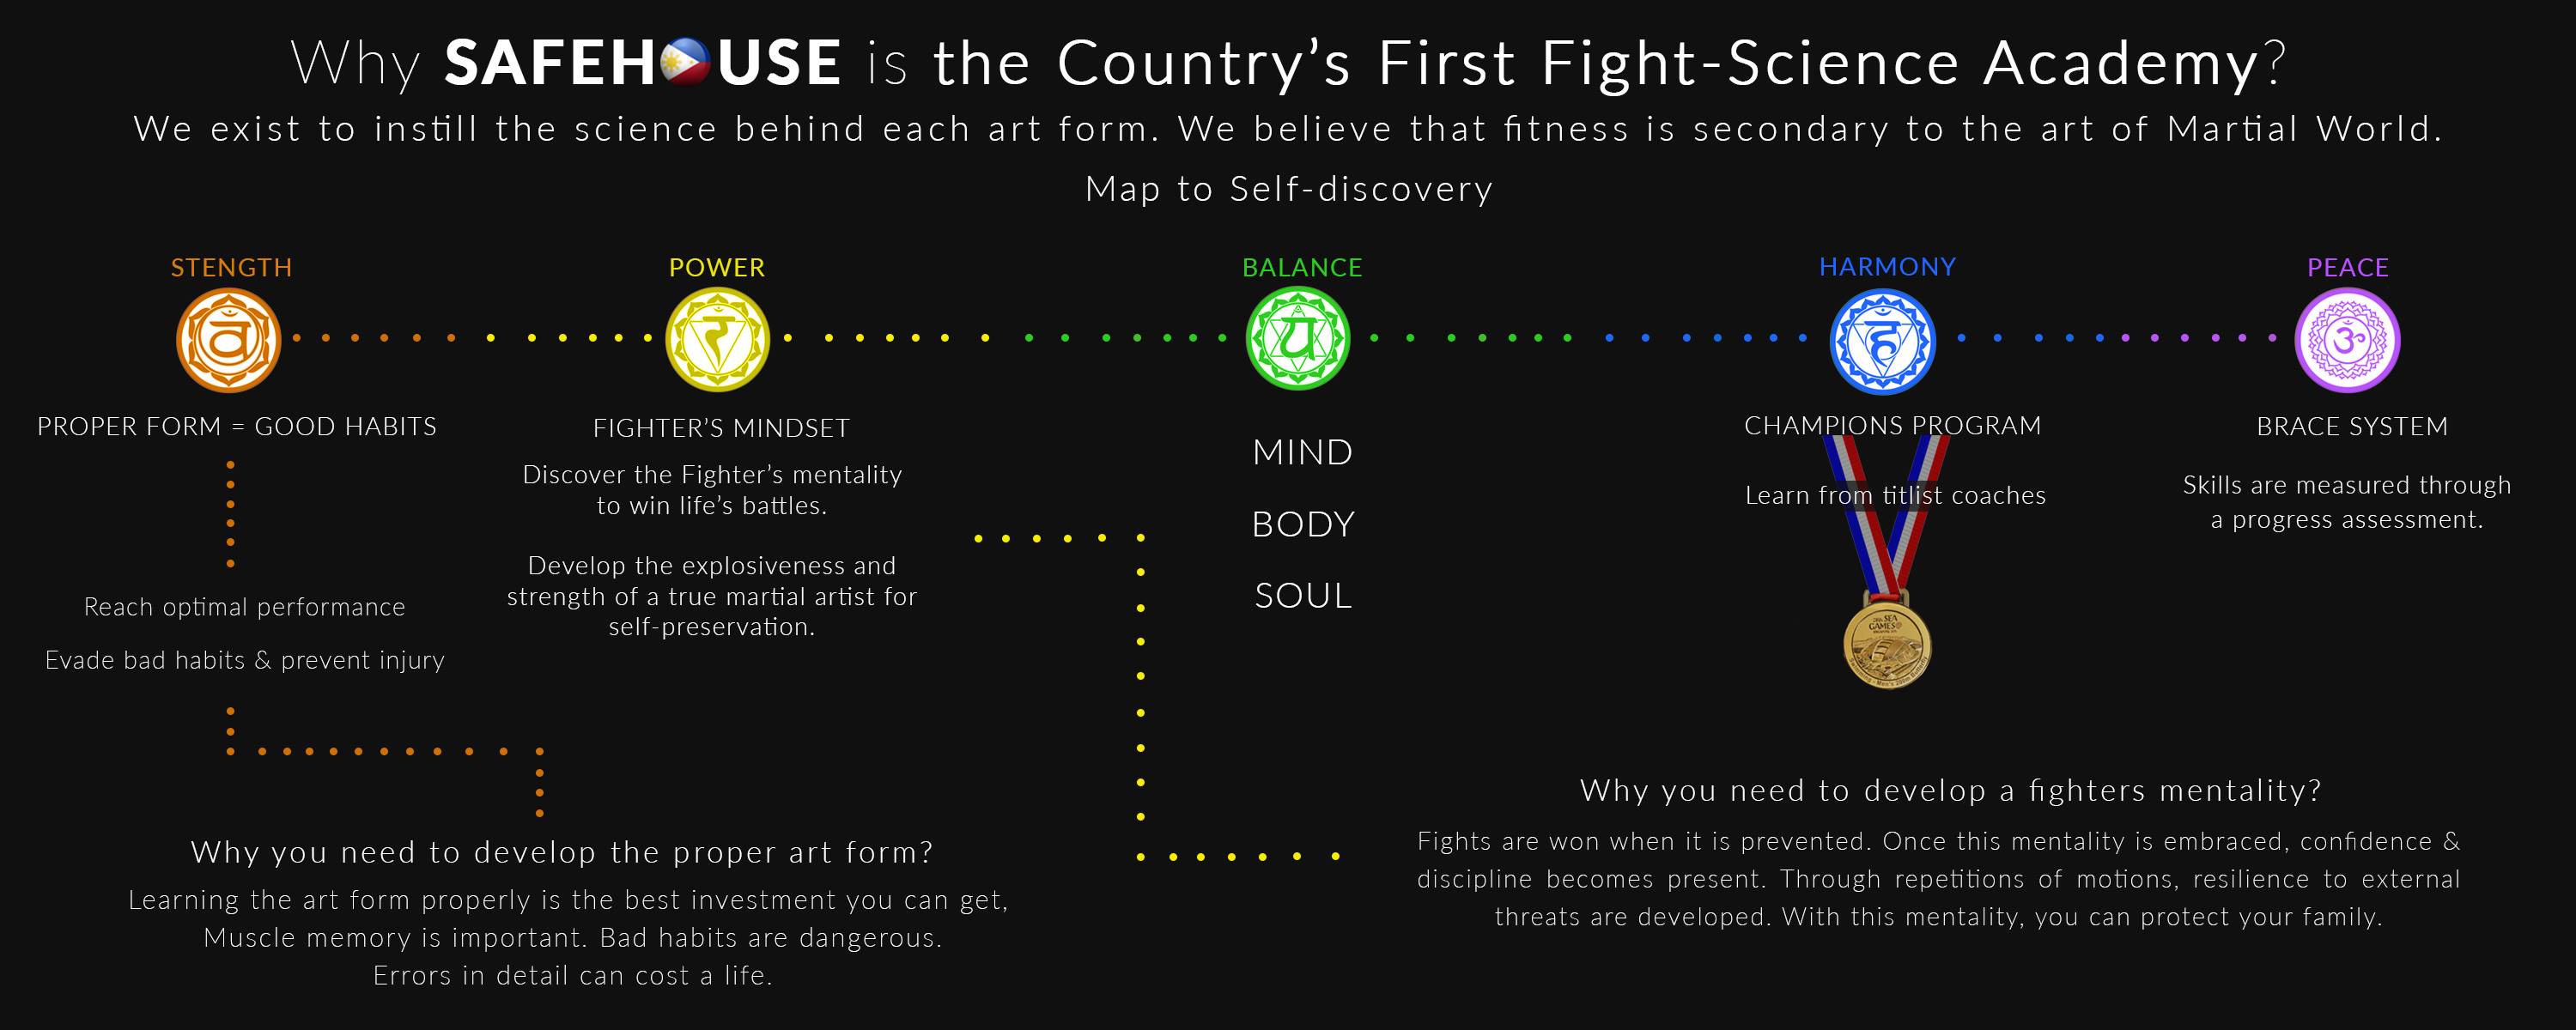 Why SAFEHOUSE is the Country's First Fight-Science Academy?
We exist to instill the science behind each art form. We believe that fitness is secondary to the art of Martial World.
Map to Self-discovery
STENGTH
POWER
BALANCE
HARMONY
PEACE
व
र
य
ह
ॐ
PROPER FORM = GOOD HABITS
Reach optimal performance
Evade bad habits & prevent injury
FIGHTER'S MINDSET
Discover the Fighter's mentality
to win life's battles.
Develop the explosiveness and
strength of a true martial artist for
self-preservation.
MIND
BODY
SOUL
CHAMPIONS PROGRAM
Learn from titlist coaches
SEA
GAMES
BRACE SYSTEM
Skills are measured through
a progress assessment.
Why you need to develop the proper art form?
Learning the art form properly is the best investment you can get,
Muscle memory is important. Bad habits are dangerous.
Errors in detail can cost a life.
Why you need to develop a fighters mentality?
Fights are won when it is prevented. Once this mentality is embraced, confidence &
discipline becomes present. Through repetitions of motions, resilience to external
threats are developed. With this mentality, you can protect your family.